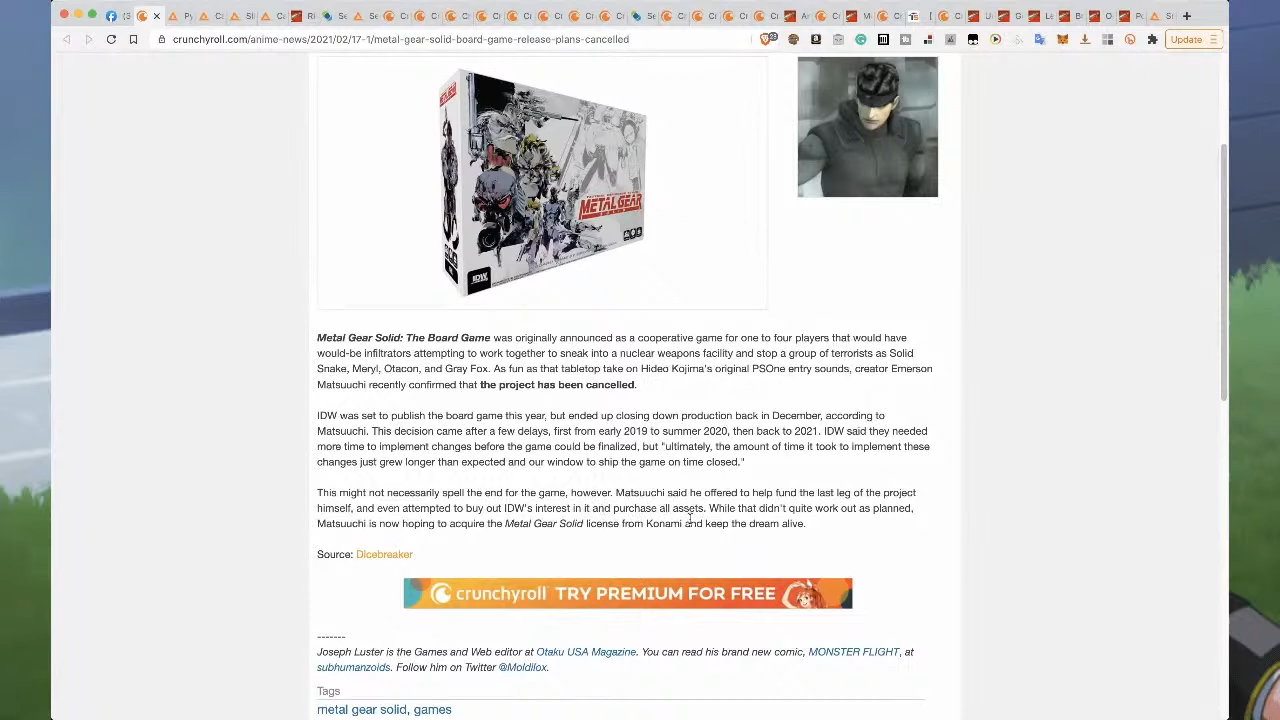 crunchyroll.com/anime-news/2021/02/17-1/metal-gear-solid-board-game-release-plans-cancelled
Update
METAL GEAR
SOLID
IDW
Metal Gear Solid: The Board Game was originally announced as a cooperative game for one to four players that would have
would-be infiltrators attempting to work together to sneak into a nuclear weapons facility and stop a group of terrorists as Solid
Snake, Meryl, Otacon, and Gray Fox. As fun as that tabletop take on Hideo Kojima's original PSOne entry sounds, creator Emerson
Matsuuchi recently confirmed that the project has been cancelled.
IDW was set to publish the board game this year, but ended up closing down production back in December, according to
Matsuuchi. This decision came after a few delays, first from early 2019 to summer 2020, then back to 2021. IDW said they needed
more time to implement changes before the game could be finalized, but "ultimately, the amount of time it took to implement these
changes just grew longer than expected and our window to ship the game on time closed."
This might not necessarily spell the end for the game, however. Matsuuchi said he offered to help fund the last leg of the project
himself, and even attempted to buy out IDW's interest in it and purchase all assets. While that didn't quite work out as planned,
Matsuuchi is now hoping to acquire the Metal Gear Solid license from Konami and keep the dream alive.
Source: Dicebreaker
crunchyroll TRY PREMIUM FOR FREE
-------
Joseph Luster is the Games and Web editor at Otaku USA Magazine. You can read his brand new comic, MONSTER FLIGHT, at
subhumanzoids. Follow him on Twitter @Moldilox.
Tags
metal gear solid, games